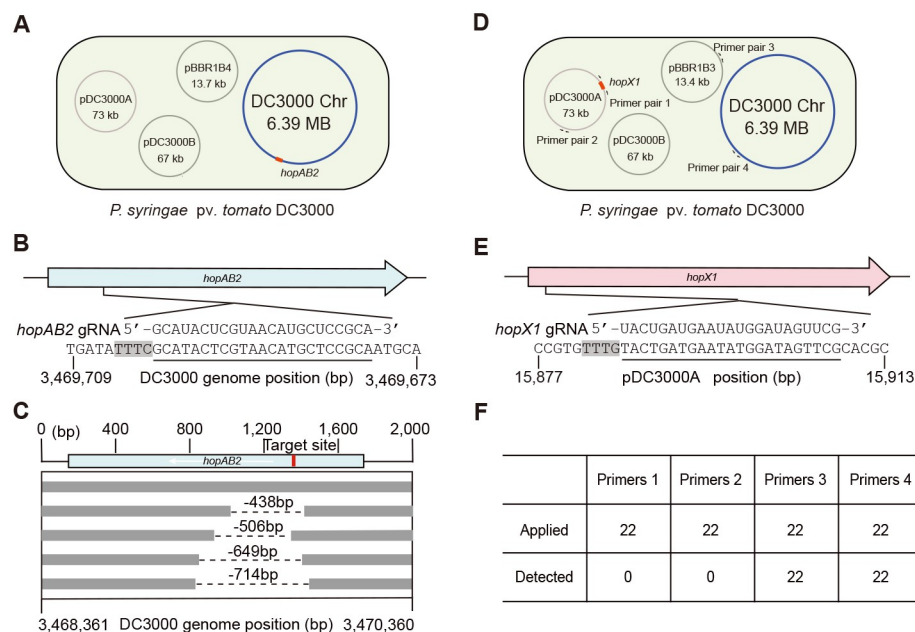 A
pDC3000A
73 kb
pBBR1B4
13.7 kb
pDC3000B
67 kb
DC3000 Chr
6.39 MB
hopAB2
P. syringae pv. tomato DC3000
B
hopAB2
hopAB2 gRNA 5′ -GCAUACUCGUAACAUGCUCCGCA-3′
TGATATTTCGCATACTCGTAACATGCTCCGCAATGCA
3,469,709 DC3000 genome position (bp) 3,469,673
C
0 (bp) 400 800 1,200 1,600 2,000
Target site
hopAB2
-438bp
-506bp
-649bp
-714bp
3,468,361 DC3000 genome position (bp) 3,470,360
D
Primer pair 3
pBBR1B3
13.4 kb
hopX1
Primer pair 1
pDC3000A
73 kb
Primer pair 2
pDC3000B
67 kb
DC3000 Chr
6.39 MB
Primer pair 4
P. syringae pv. tomato DC3000
E
hopX1
hopX1 gRNA 5′ -UACUGAUGAAUAUGGAUAGUUCG-3′
CCGTGTTTGTACTGATGAATATGGATAGTTCGCACGC
15,877 pDC3000A position (bp) 15,913
F
Primers 1 Primers 2 Primers 3 Primers 4
Applied 22 22 22 22
Detected 0 0 22 22